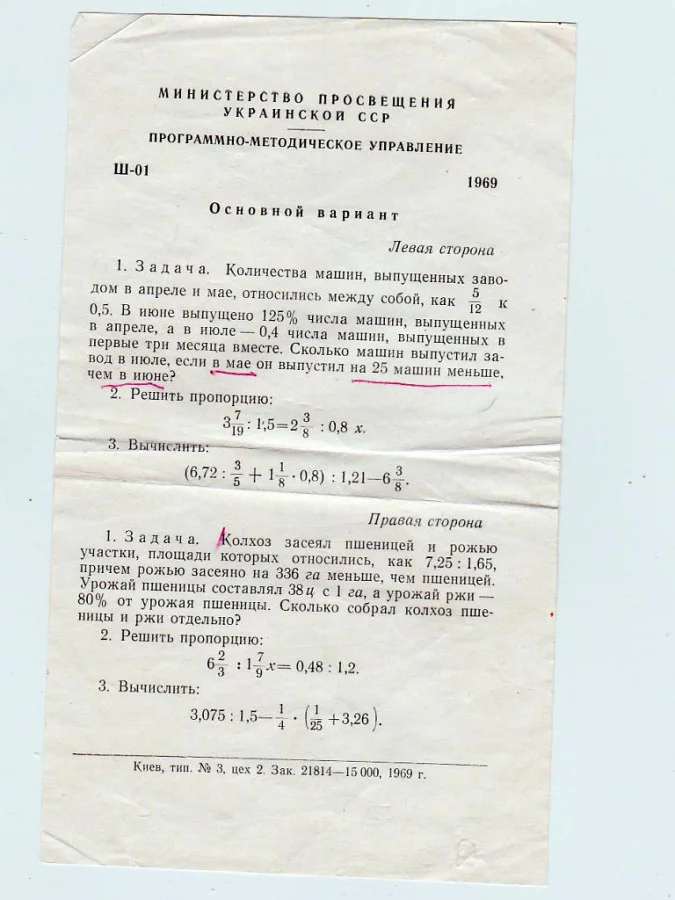 МИНИСТЕРСТВО ПРОСВЕЩЕНИЯ
УКРАИНСКОЙ ССР
ПРОГРАММНО-МЕТОДИЧЕСКОЕ УПРАВЛЕНИЕ
Ш-01
1969
Основной вариант
Левая сторона
1. Задача. Количества машин, выпущенных заво-
дом в апреле и мае, относились между собой, как 5/12 к
0,5. В июне выпущено 125% числа машин, выпущенных
в апреле, а в июле — 0,4 числа машин, выпущенных в
первые три месяца вместе. Сколько машин выпустил за-
вод в июле, если в мае он выпустил на 25 машин меньше,
чем в июне?
2. Решить пропорцию:
3 7/19 : 1,5=2 3/8 : 0,8 x.
3. Вычислить:
(6,72 : 3/5 + 1 1/8 · 0,8) : 1,21—6 3/8.
Правая сторона
1. Задача. Колхоз засеял пшеницей и рожью
участки, площади которых относились, как 7,25 : 1,65,
причем рожью засеяно на 336 га меньше, чем пшеницей.
Урожай пшеницы составлял 38 ц с 1 га, а урожай ржи —
80% от урожая пшеницы. Сколько собрал колхоз пше-
ницы и ржи отдельно?
2. Решить пропорцию:
6 2/3 : 1 7/9 x= 0,48 : 1,2.
3. Вычислить:
3,075 : 1,5— 1/4 · (1/25 +3,26).
Киев, тип. № 3, цех 2. Зак. 21814—15 000, 1969 г.